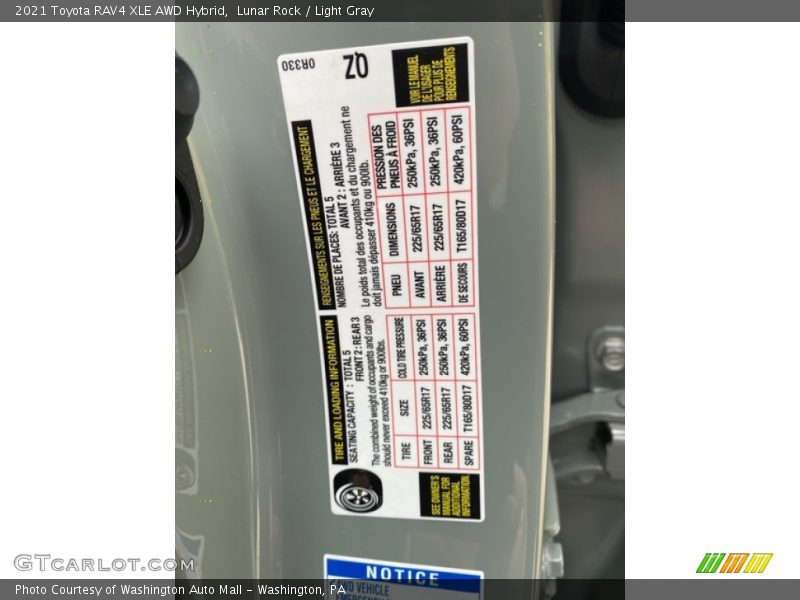 2021 Toyota RAV4 XLE AWD Hybrid,  Lunar Rock / Light Gray
TIRE AND LOADING INFORMATION
SEATING CAPACITY : TOTAL 5
FRONT 2 : REAR 3
The combined weight of occupants and cargo
should never exceed 410kg or 900lbs.
TIRE SIZE COLD TIRE PRESSURE
FRONT 225/65R17 250kPa, 36PSI
REAR 225/65R17 250kPa, 36PSI
SPARE T165/80D17 420kPa, 60PSI
SEE OWNER'S
MANUAL FOR
ADDITIONAL
INFORMATION
RENSEIGNEMENTS SUR LES PNEUS ET LE CHARGEMENT
NOMBRE DE PLACES: TOTAL 5
AVANT 2 : ARRIÈRE 3
Le poids total des occupants et du chargement ne
doit jamais dépasser 410kg ou 900lb.
PNEU DIMENSIONS PRESSION DES
PNEUS À FROID
AVANT 225/65R17 250kPa, 36PSI
ARRIÈRE 225/65R17 250kPa, 36PSI
DE SECOURS T165/80D17 420kPa, 60PSI
VOIR LE MANUEL
DE L'USAGER
POUR PLUS DE
RENSEIGNEMENTS
0R330
QZ
NOTICE
VEHICLE
GTcarlot.com
Photo Courtesy of Washington Auto Mall - Washington, PA